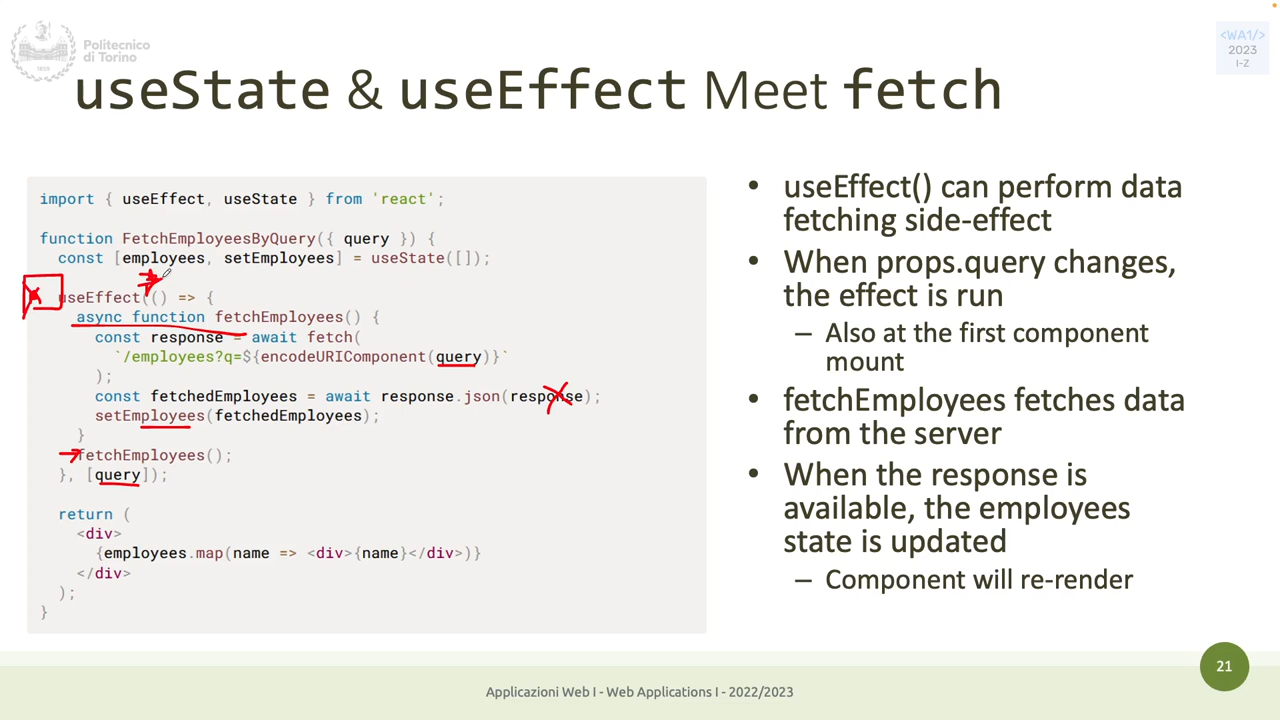 Politecnico
di Torino
1859
<WA1/>
2023
I-Z
useState & useEffect Meet fetch
import { useEffect, useState } from 'react';
function FetchEmployeesByQuery({ query }) {
const [employees, setEmployees] = useState([]);
useEffect(() => {
async function fetchEmployees() {
const response = await fetch(
`/employees?q=${encodeURIComponent(query)}`
);
const fetchedEmployees = await response.json(response);
setEmployees(fetchedEmployees);
}
fetchEmployees();
}, [query]);
return (
<div>
{employees.map(name => <div>{name}</div>)}
</div>
);
}
• useEffect() can perform data
fetching side-effect
• When props.query changes,
the effect is run
– Also at the first component
mount
• fetchEmployees fetches data
from the server
• When the response is
available, the employees
state is updated
– Component will re-render
21
Applicazioni Web I - Web Applications I - 2022/2023